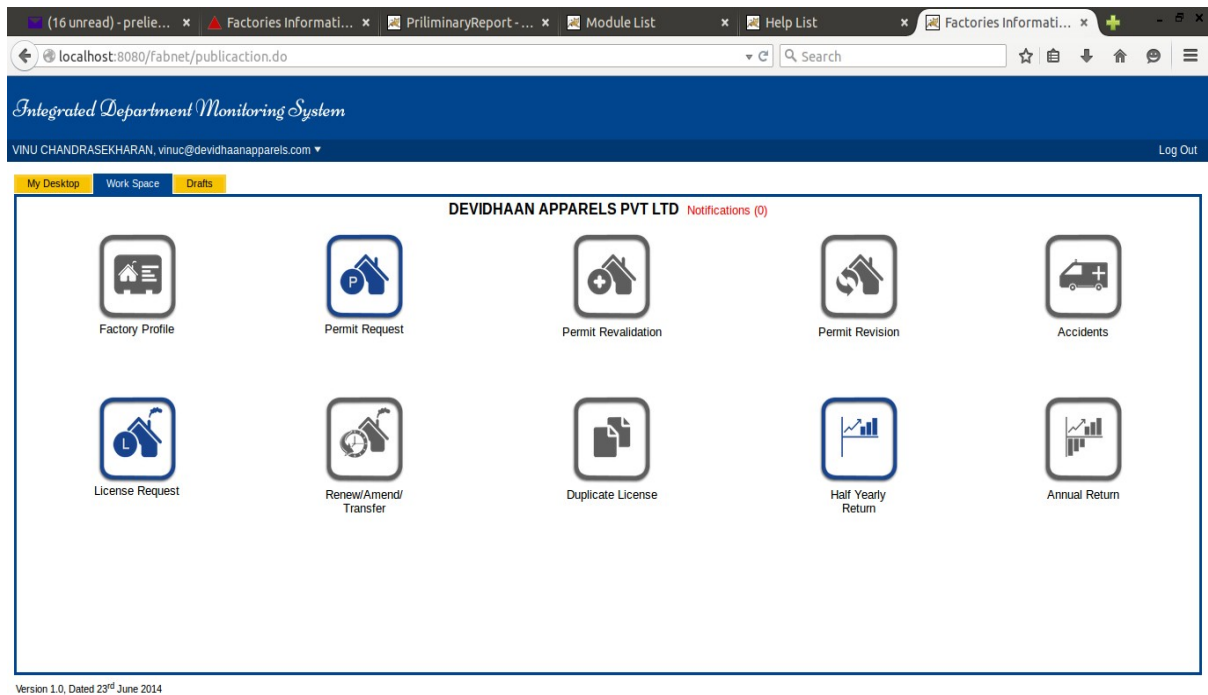 (16 unread) - prelie...
Factories Informati...
PriliminaryReport - ...
Module List
Help List
Factories Informati...
localhost:8080/fabnet/publicaction.do
Search
Integrated Department Monitoring System
VINU CHANDRASEKHARAN, vinuc@devidhaanapparels.com ▼
Log Out
My Desktop
Work Space
Drafts
DEVIDHAAN APPARELS PVT LTD Notifications (0)
P
Factory Profile
Permit Request
Permit Revalidation
Permit Revision
Accidents
L
License Request
Renew/Amend/
Transfer
Duplicate License
Half Yearly
Return
Annual Return
Version 1.0, Dated 23rd June 2014